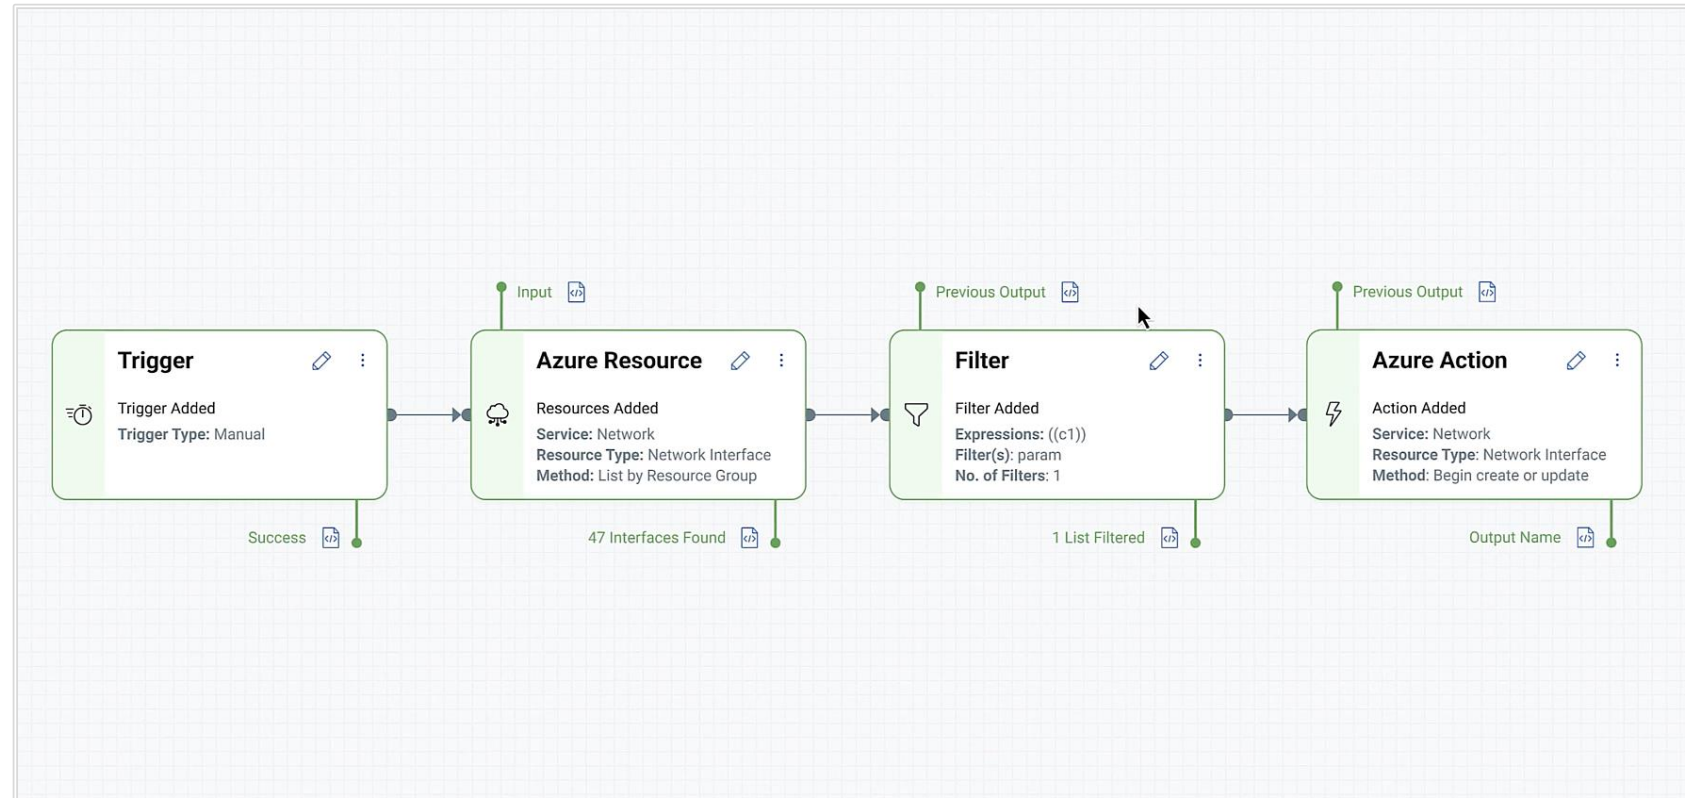 Input
Previous Output
Previous Output
Trigger
Trigger Added
Trigger Type: Manual
Azure Resource
Resources Added
Service: Network
Resource Type: Network Interface
Method: List by Resource Group
Filter
Filter Added
Expressions: ((c1))
Filter(s): param
No. of Filters: 1
Azure Action
Action Added
Service: Network
Resource Type: Network Interface
Method: Begin create or update
Success
47 Interfaces Found
1 List Filtered
Output Name